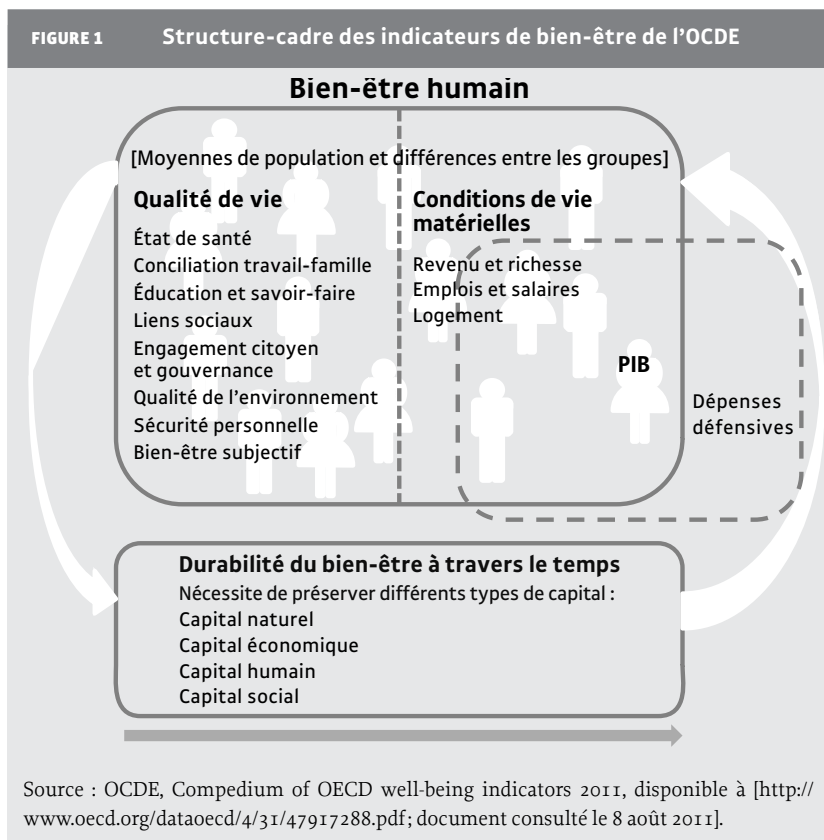 FIGURE 1 Structure-cadre des indicateurs de bien-être de l'OCDE
Bien-être humain
[Moyennes de population et différences entre les groupes]
Qualité de vie
État de santé
Conciliation travail-famille
Éducation et savoir-faire
Liens sociaux
Engagement citoyen
et gouvernance
Qualité de l'environnement
Sécurité personnelle
Bien-être subjectif
Conditions de vie
matérielles
Revenu et richesse
Emplois et salaires
Logement
PIB
Dépenses
défensives
Durabilité du bien-être à travers le temps
Nécessite de préserver différents types de capital :
Capital naturel
Capital économique
Capital humain
Capital social
Source : OCDE, Compedium of OECD well-being indicators 2011, disponible à [http://
www.oecd.org/dataoecd/4/31/47917288.pdf; document consulté le 8 août 2011].